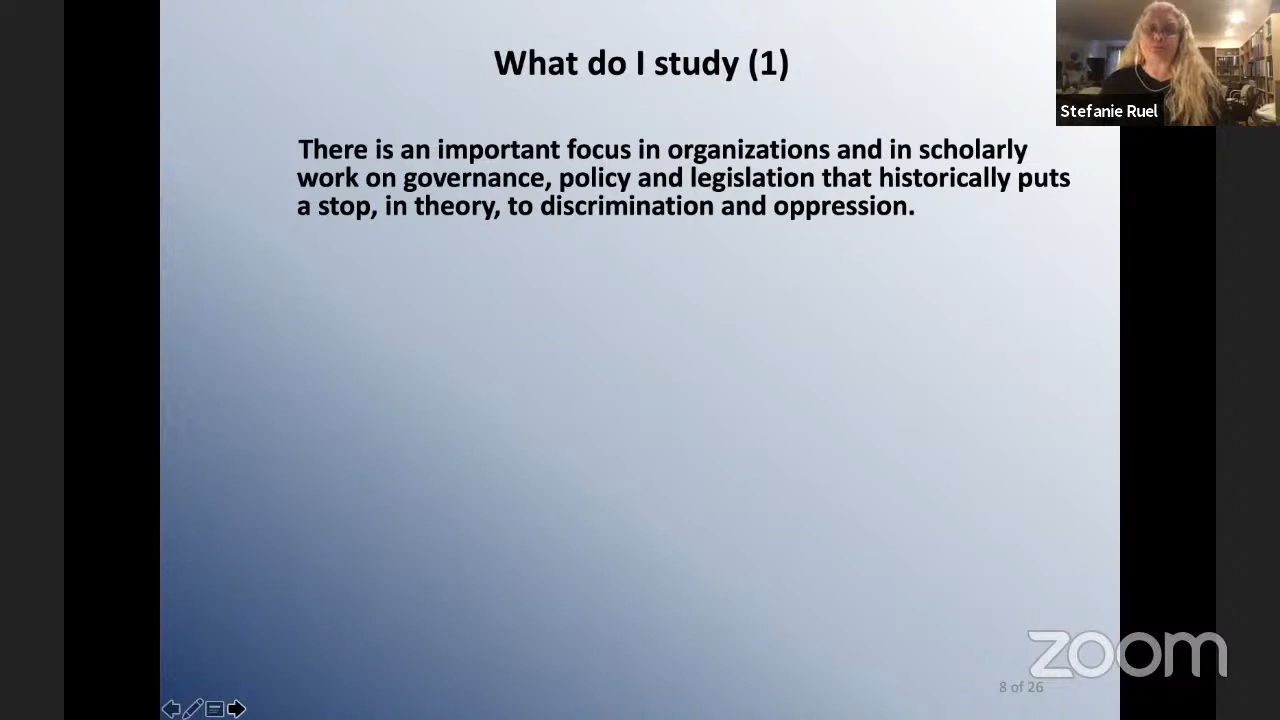 What do I study (1)
Stefanie Ruel
There is an important focus in organizations and in scholarly
work on governance, policy and legislation that historically puts
a stop, in theory, to discrimination and oppression.
zoom
8 of 26